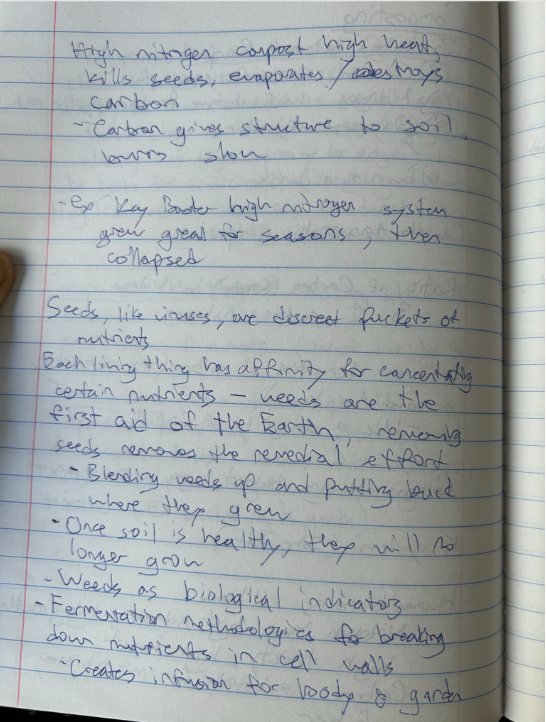 High nitrogen compost high heat,
kills seeds, evaporates / destroys
carbon
- Carbon gives structure to soil,
burns slow
- Ex Key high nitrogen system
grew great for seasons, then
collapsed
Seeds, like viruses, are discreet packets of
nutrients
Each living thing has affinity for concentrating
certain nutrients - weeds are the
first aid of the Earth, removing
seeds removes the remedial effort
- Blending weeds up and putting back
where they grew
- Once soil is healthy, they will no
longer grow
- Weeds as biological indicators
- Fermentation methodologies for breaking
down nutrients in cell walls
- Creates infusion for body & garden